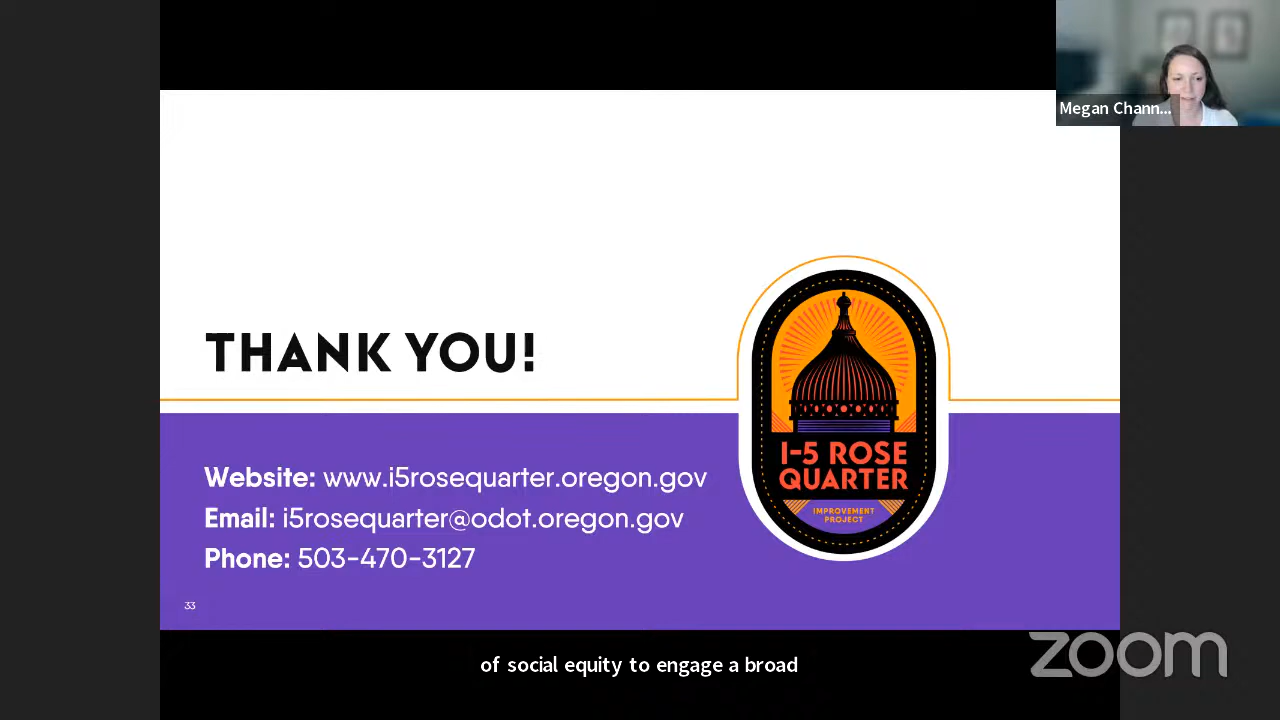 Megan Chann...
THANK YOU!
I-5 ROSE
QUARTER
IMPROVEMENT
PROJECT
Website: www.i5rosequarter.oregon.gov
Email: i5rosequarter@odot.oregon.gov
Phone: 503-470-3127
33
of social equity to engage a broad
zoom